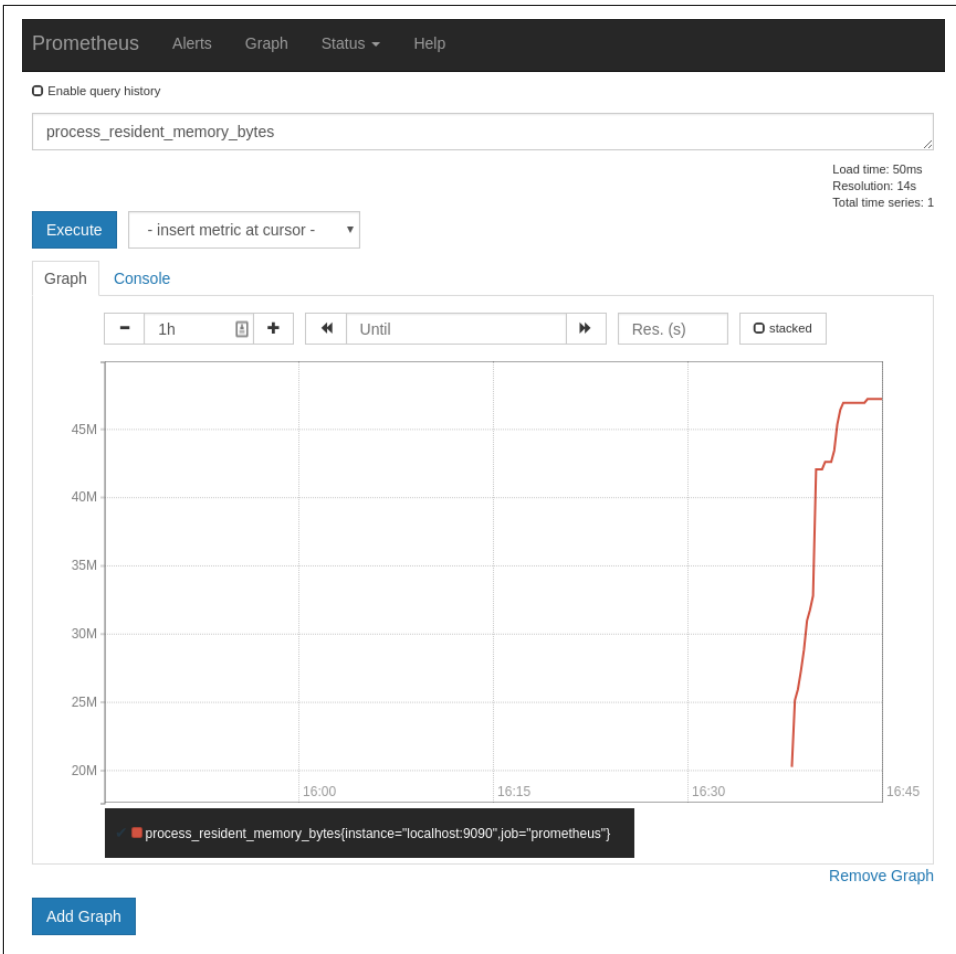 Prometheus Alerts Graph Status Help
Enable query history
process_resident_memory_bytes
Load time: 50ms
Resolution: 14s
Total time series: 1
Execute - insert metric at cursor -
Graph Console
1h Until Res. (s) stacked
45M
40M
35M
30M
25M
20M
16:00 16:15 16:30 16:45
process_resident_memory_bytes{instance="localhost:9090",job="prometheus"}
Remove Graph
Add Graph